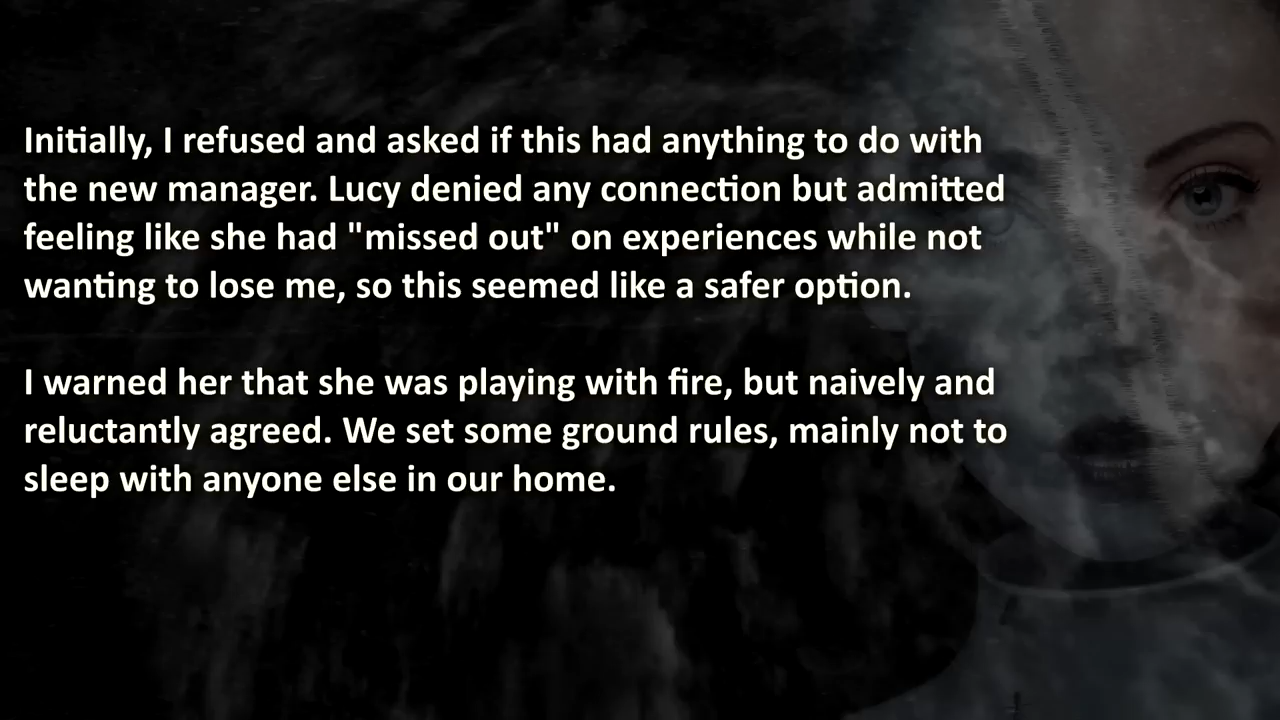 Initially, I refused and asked if this had anything to do with
the new manager. Lucy denied any connection but admitted
feeling like she had "missed out" on experiences while not
wanting to lose me, so this seemed like a safer option.
I warned her that she was playing with fire, but naively and
reluctantly agreed. We set some ground rules, mainly not to
sleep with anyone else in our home.